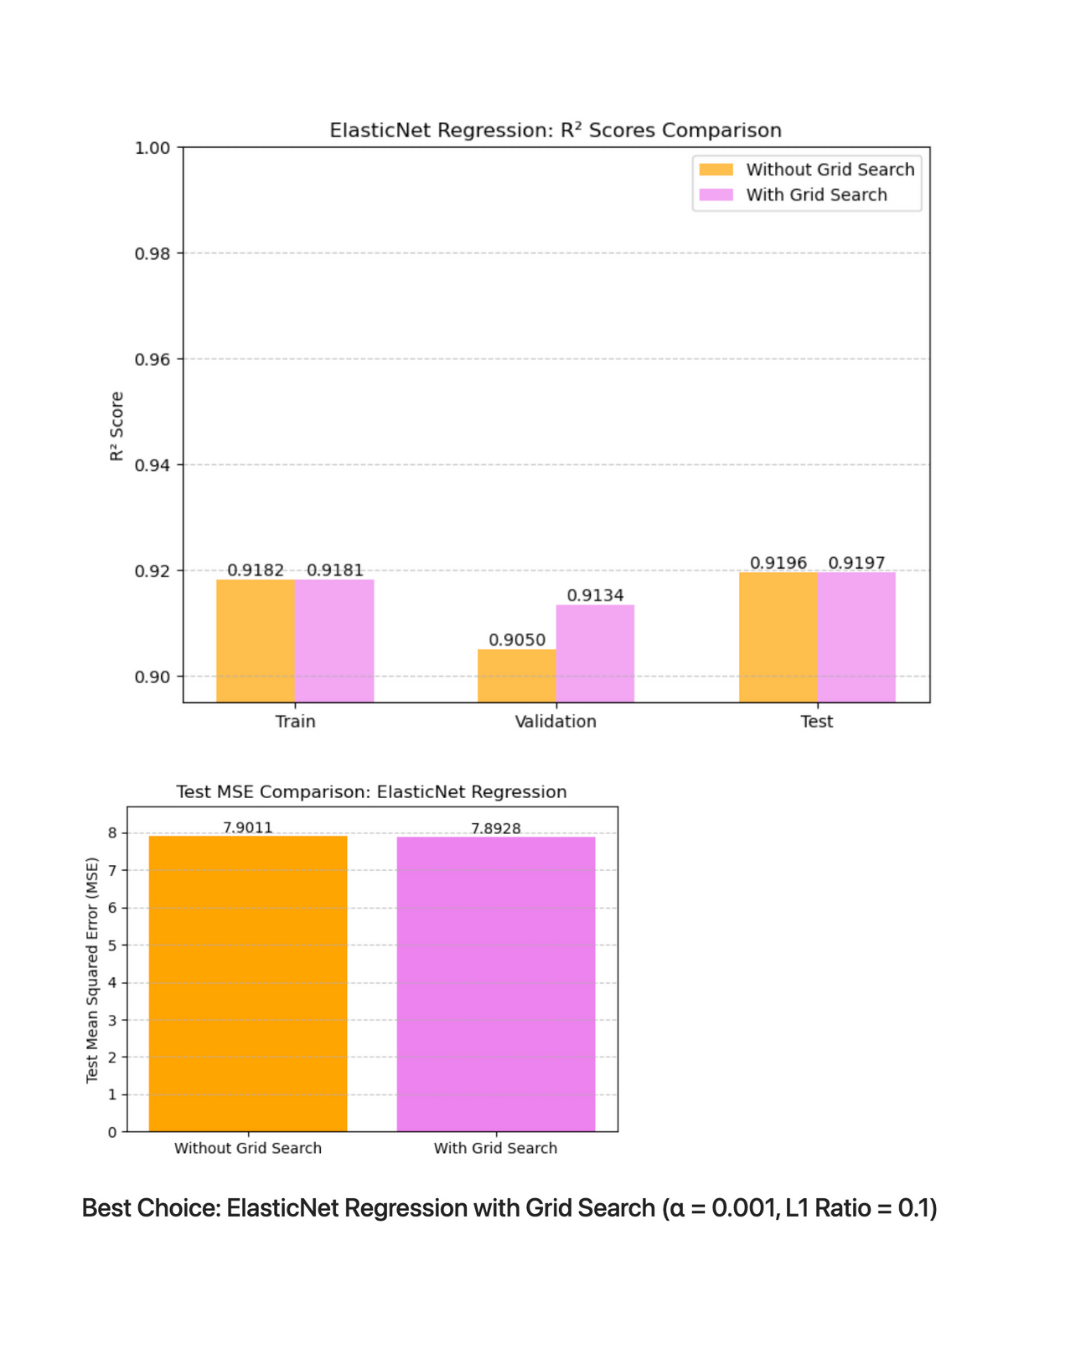 ElasticNet Regression: R² Scores Comparison
1.00
Without Grid Search
With Grid Search
0.98
0.96
R² Score
0.94
0.92
0.9182 0.9181
0.9050
0.9134
0.9196 0.9197
0.90
Train Validation Test
Test MSE Comparison: ElasticNet Regression
Test Mean Squared Error (MSE)
8
7.9011
7.8928
7
6
5
4
3
2
1
0
Without Grid Search With Grid Search
Best Choice: ElasticNet Regression with Grid Search (α = 0.001, L1 Ratio = 0.1)